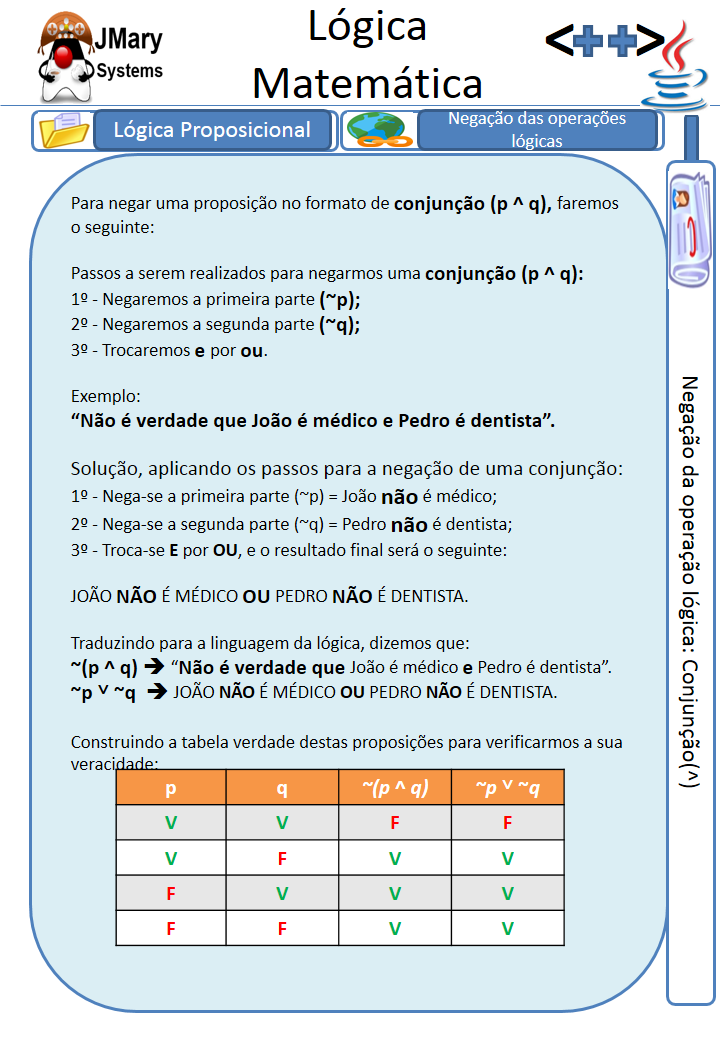 JMary
Systems
Lógica
Matemática
<++>
Lógica Proposicional
Negação das operações
lógicas
Para negar uma proposição no formato de conjunção (p ^ q), faremos
o seguinte:
Passos a serem realizados para negarmos uma conjunção (p ^ q):
1º - Negaremos a primeira parte (~p);
2º - Negaremos a segunda parte (~q);
3º - Trocaremos e por ou.
Exemplo:
“Não é verdade que João é médico e Pedro é dentista”.
Solução, aplicando os passos para a negação de uma conjunção:
1º - Nega-se a primeira parte (~p) = João não é médico;
2º - Nega-se a segunda parte (~q) = Pedro não é dentista;
3º - Troca-se E por OU, e o resultado final será o seguinte:
JOÃO NÃO É MÉDICO OU PEDRO NÃO É DENTISTA.
Traduzindo para a linguagem da lógica, dizemos que:
~(p ^ q) ➔ “Não é verdade que João é médico e Pedro é dentista”.
~p ˅ ~q ➔ JOÃO NÃO É MÉDICO OU PEDRO NÃO É DENTISTA.
Construindo a tabela verdade destas proposições para verificarmos a sua
veracidade:
p q ~(p ^ q) ~p ˅ ~q
V V F F
V F V V
F V V V
F F V V
Negação da operação lógica: Conjunção(^)